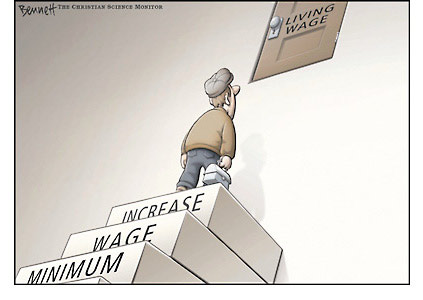 Bennett THE CHRISTIAN SCIENCE MONITOR
LIVING
WAGE
INCREASE
WAGE
MINIMUM